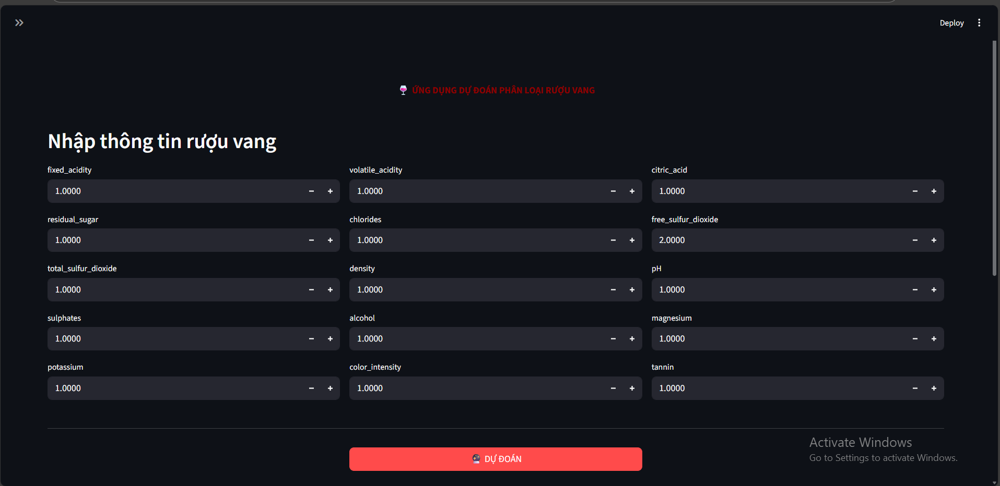 Deploy
ỨNG DỤNG DỰ ĐOÁN PHÂN LOẠI RƯỢU VANG
Nhập thông tin rượu vang
fixed_acidity volatile_acidity citric_acid
1.0000 − + 1.0000 − + 1.0000 − +
residual_sugar chlorides free_sulfur_dioxide
1.0000 − + 1.0000 − + 2.0000 − +
total_sulfur_dioxide density pH
1.0000 − + 1.0000 − + 1.0000 − +
sulphates alcohol magnesium
1.0000 − + 1.0000 − + 1.0000 − +
potassium color_intensity tannin
1.0000 − + 1.0000 − + 1.0000 − +
DỰ ĐOÁN
Activate Windows
Go to Settings to activate Windows.